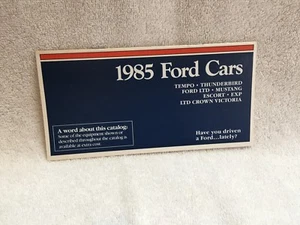 1985 Ford Cars
TEMPO • THUNDERBIRD
FORD LTD • MUSTANG
ESCORT • EXP
LTD CROWN VICTORIA
A word about this catalog:
Some of the equipment shown or
described throughout the catalog is
available at extra cost.
Have you driven
a Ford...lately?